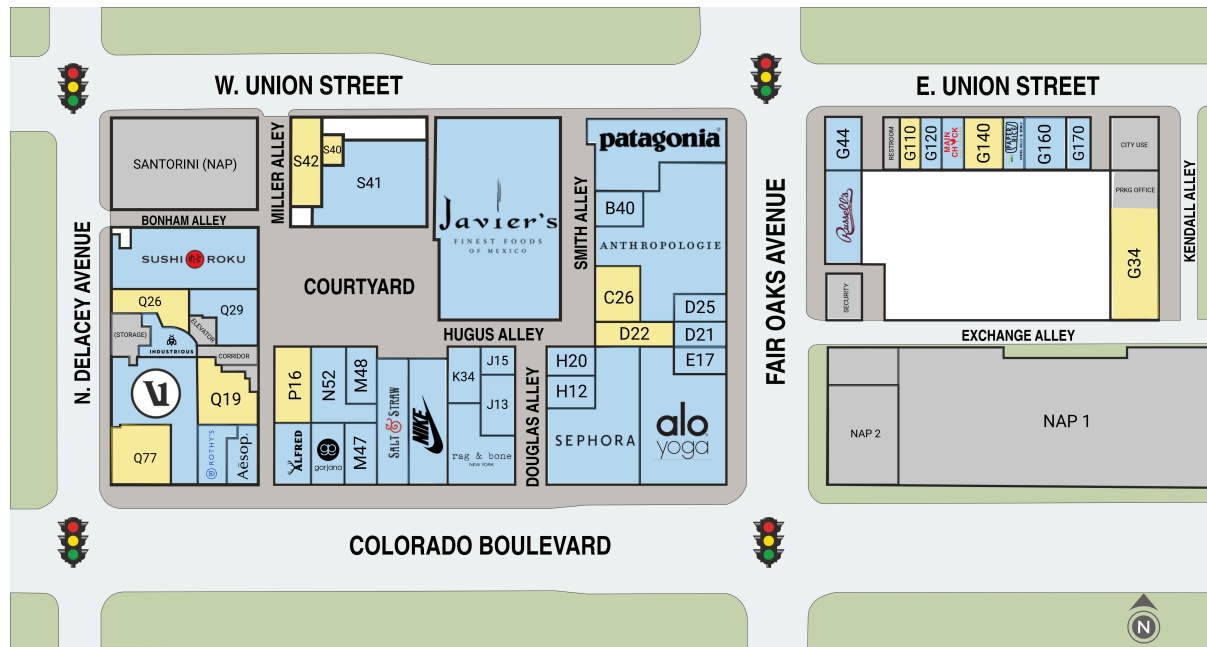 W. UNION STREET
E. UNION STREET
SANTORINI (NAP)
MILLER ALLEY
S42
S40
S41
BONHAM ALLEY
N. DELACEY AVENUE
SUSHI ROKU
Q26
Q29
(STORAGE)
ELEVATOR
INDUSTRIOUS
CORRIDOR
Q19
Q77
ROTHY'S
Aēsop.
COURTYARD
Javier's
FINEST FOODS
OF MEXICO
HUGUS ALLEY
P16
N52
M48
ALFRED
gg
gorjana
M47
SALT & STRAW
NIKE
K34
J15
J13
rag & bone
NEW YORK
DOUGLAS ALLEY
SMITH ALLEY
patagonia®
B40
ANTHROPOLOGIE
C26
D25
D22
D21
E17
H20
H12
SEPHORA
alo
yoga
FAIR OAKS AVENUE
G44
Russell's
SECURITY
RESTROOM
G110
G120
MAIN
CHICK
G140
PAPER
RICE
G160
G170
CITY USE
PRKG OFFICE
G34
KENDALL ALLEY
EXCHANGE ALLEY
NAP 2
NAP 1
COLORADO BOULEVARD
N